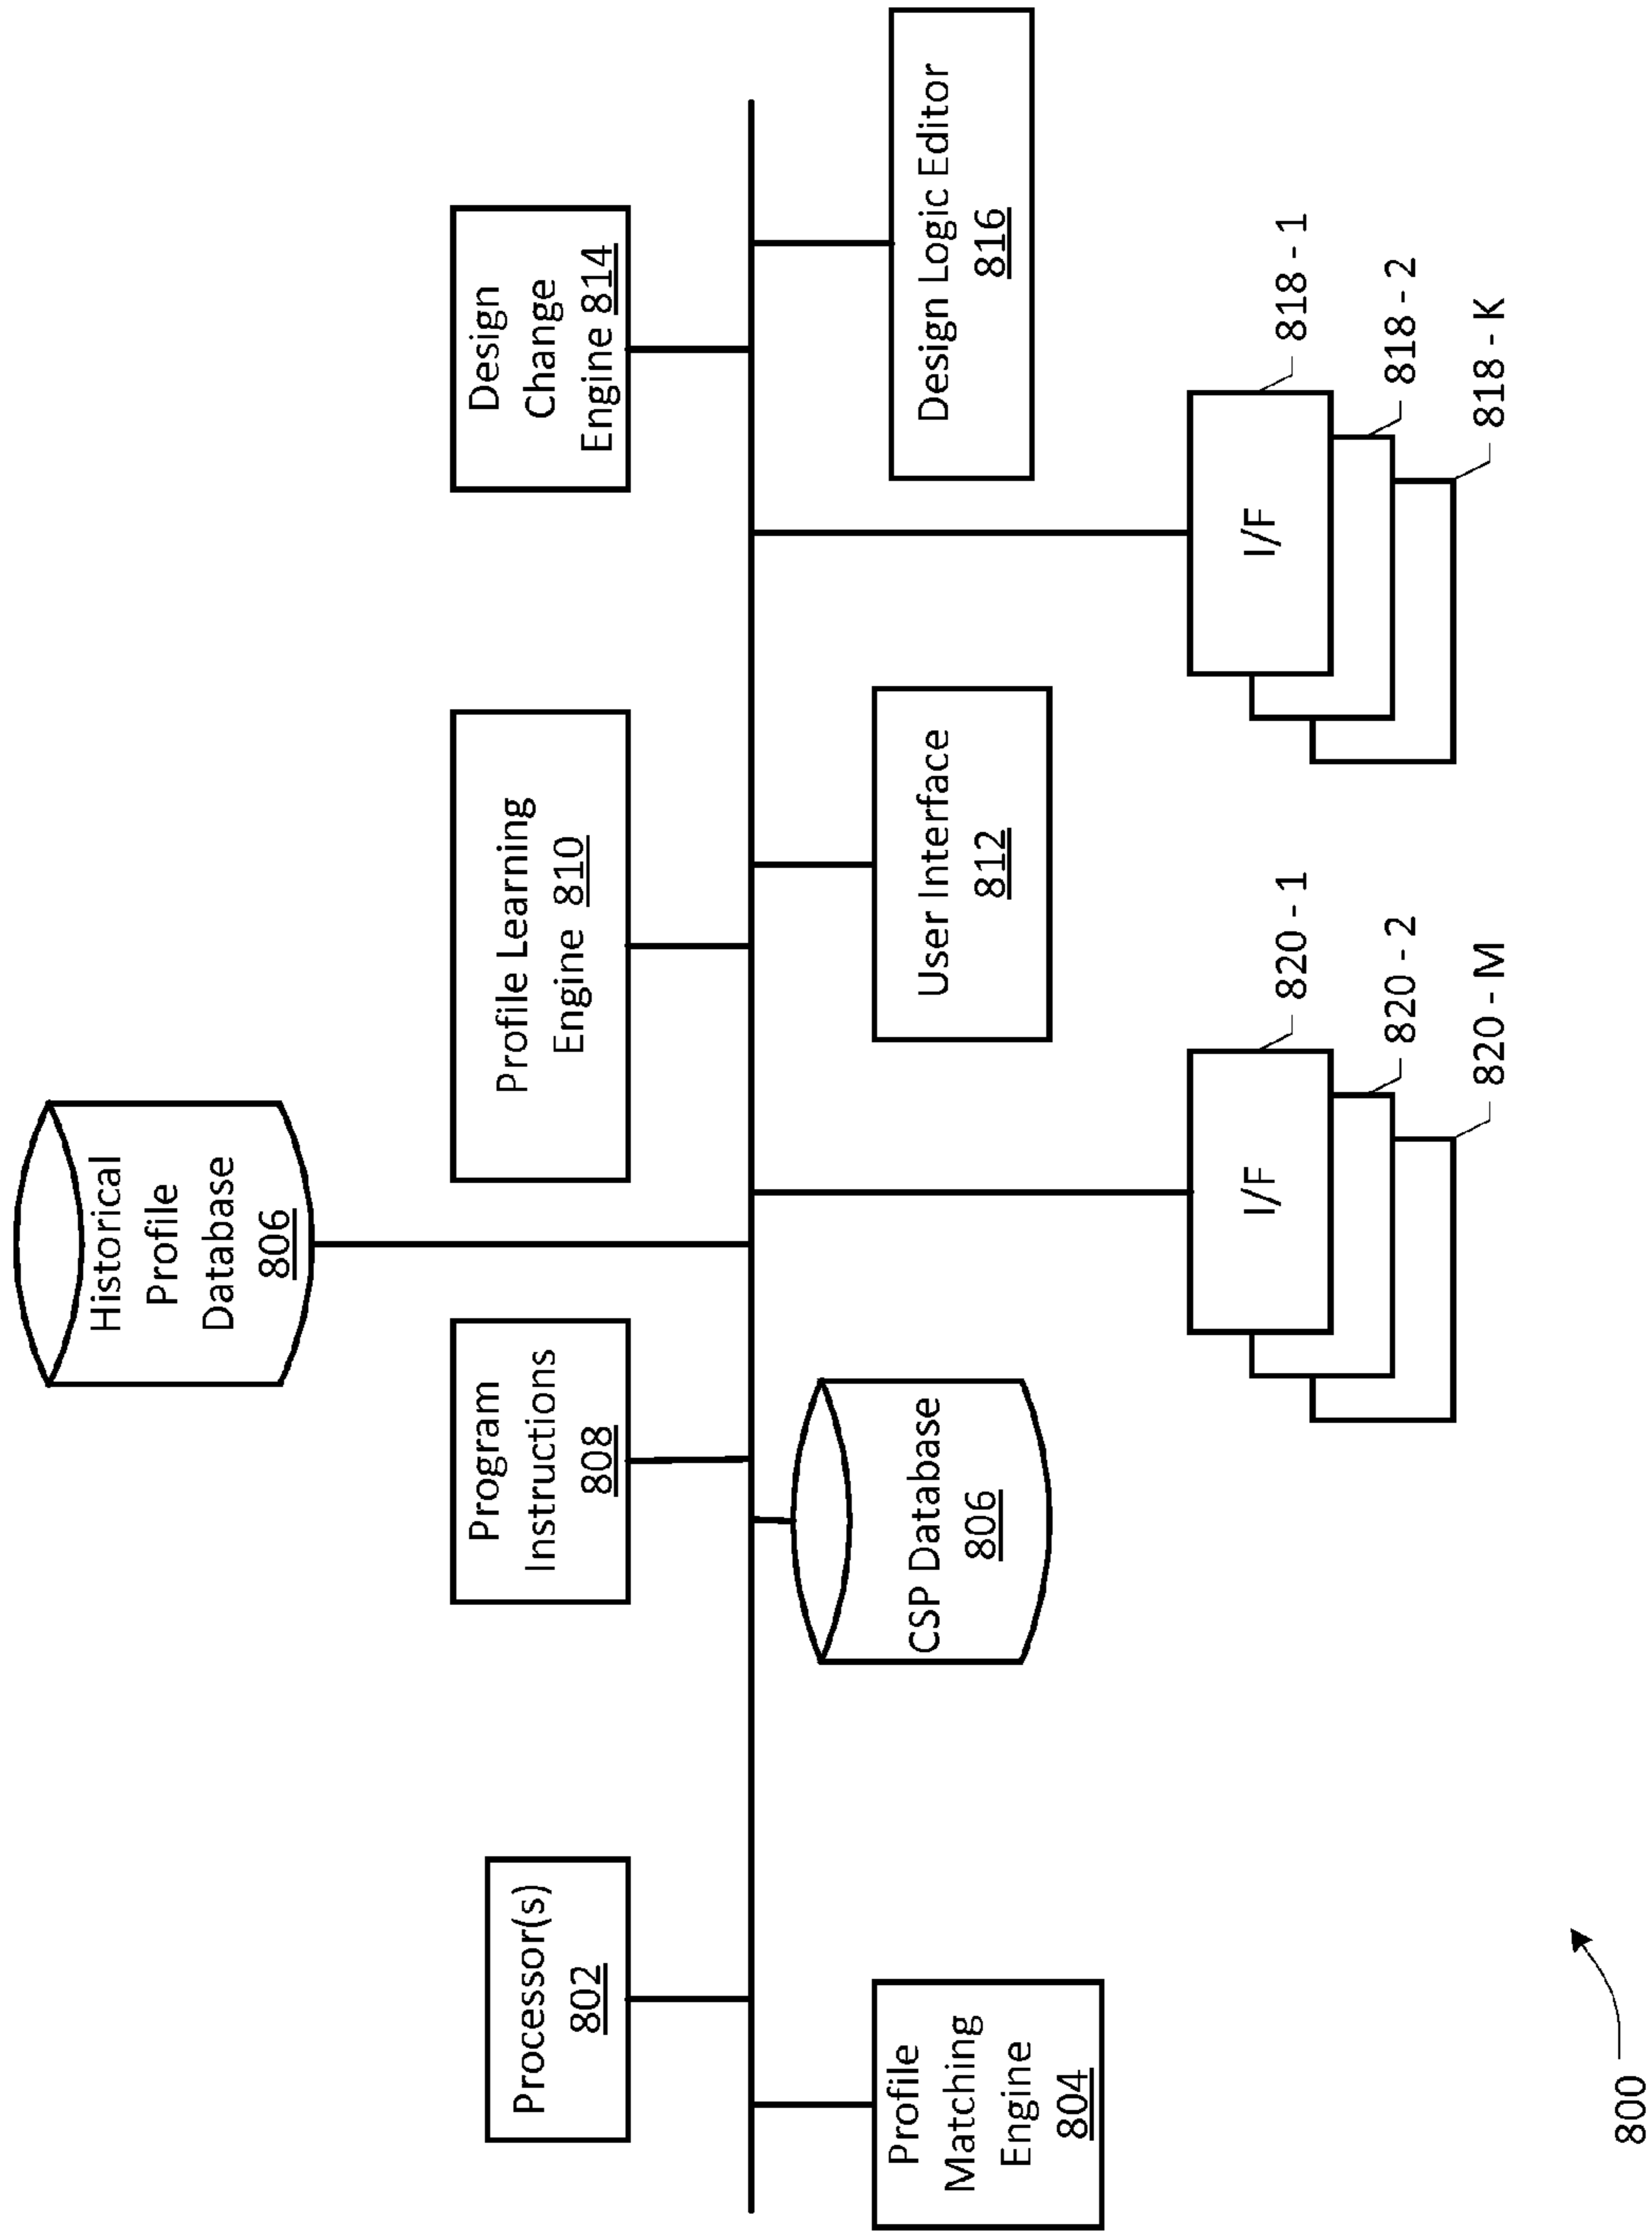 Historical
Profile
Database
806
Processor(s)
802
Program
Instructions
808
Profile Learning
Engine 810
Design
Change
Engine 814
Profile
Matching
Engine
804
CSP Database
806
User Interface
812
Design Logic Editor
816
I/F
820 - 1
820 - 2
820 - M
I/F
818 - 1
818 - 2
818 - K
800